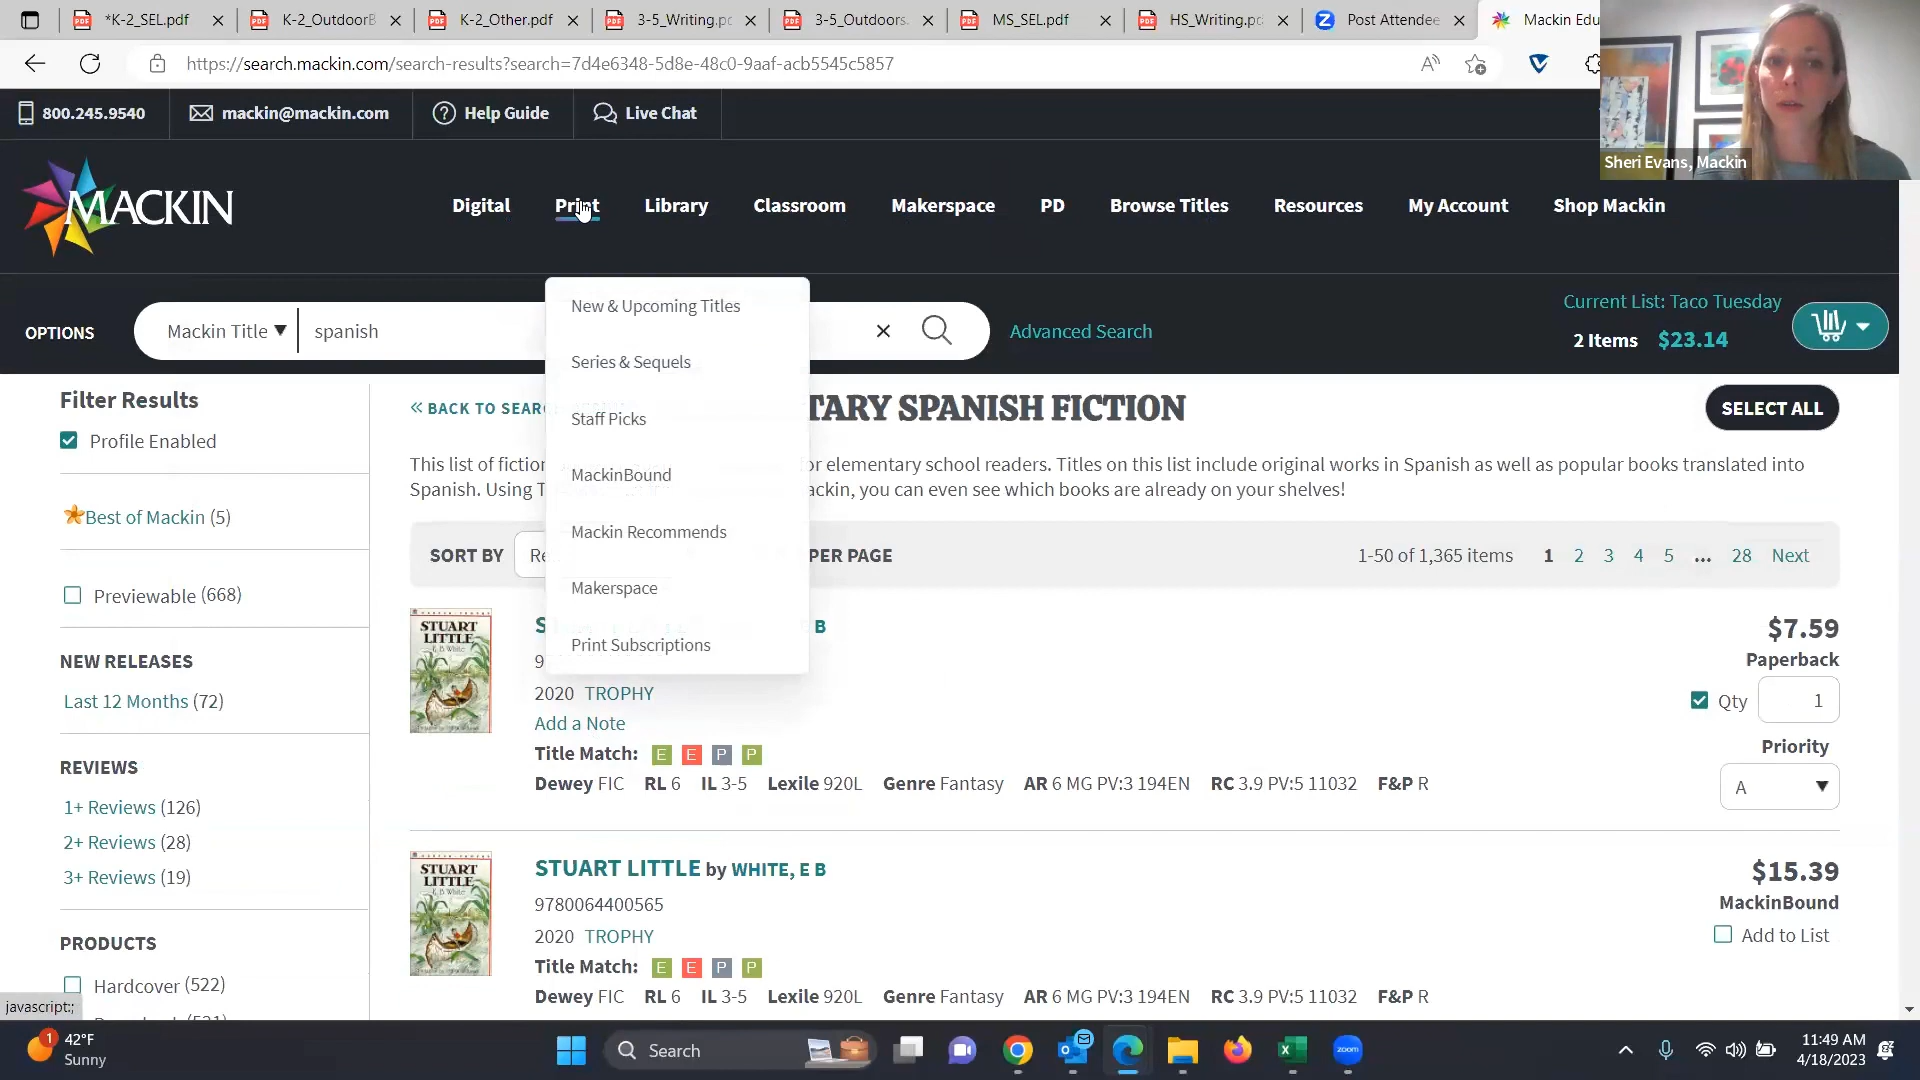 *K-2_SEL.pdf
K-2_OutdoorB
K-2_Other.pdf
3-5_Writing.pd
3-5_Outdoors.
MS_SEL.pdf
HS_Writing.pd
Post Attendee
Mackin Edu
https://search.mackin.com/search-results?search=7d4e6348-5d8e-48c0-9aaf-acb5545c5857
800.245.9540
mackin@mackin.com
Help Guide
Live Chat
Sheri Evans, Mackin
MACKIN
Digital
Print
Library
Classroom
Makerspace
PD
Browse Titles
Resources
My Account
Shop Mackin
OPTIONS
Mackin Title
spanish
Advanced Search
Current List: Taco Tuesday
2 Items $23.14
New & Upcoming Titles
Series & Sequels
Staff Picks
MackinBound
Mackin Recommends
Makerspace
Print Subscriptions
Filter Results
Profile Enabled
Best of Mackin (5)
Previewable (668)
NEW RELEASES
Last 12 Months (72)
REVIEWS
1+ Reviews (126)
2+ Reviews (28)
3+ Reviews (19)
PRODUCTS
Hardcover (522)
« BACK TO SEAR
TARY SPANISH FICTION
SELECT ALL
This list of fiction or elementary school readers. Titles on this list include original works in Spanish as well as popular books translated into
Spanish. Using T ackin, you can even see which books are already on your shelves!
SORT BY
Re
PER PAGE
1-50 of 1,365 items 1 2 3 4 5 ... 28 Next
STUART
LITTLE
E. B. White
S B
9
2020 TROPHY
Add a Note
Title Match: E E P P
Dewey FIC RL 6 IL 3-5 Lexile 920L Genre Fantasy AR 6 MG PV:3 194EN RC 3.9 PV:5 11032 F&P R
$7.59
Paperback
Qty 1
Priority
A
STUART
LITTLE
E. B. White
STUART LITTLE by WHITE, E B
9780064400565
2020 TROPHY
Title Match: E E P P
Dewey FIC RL 6 IL 3-5 Lexile 920L Genre Fantasy AR 6 MG PV:3 194EN RC 3.9 PV:5 11032 F&P R
$15.39
MackinBound
Add to List
javascript:;
1
42°F
Sunny
Search
zoom
11:49 AM
4/18/2023